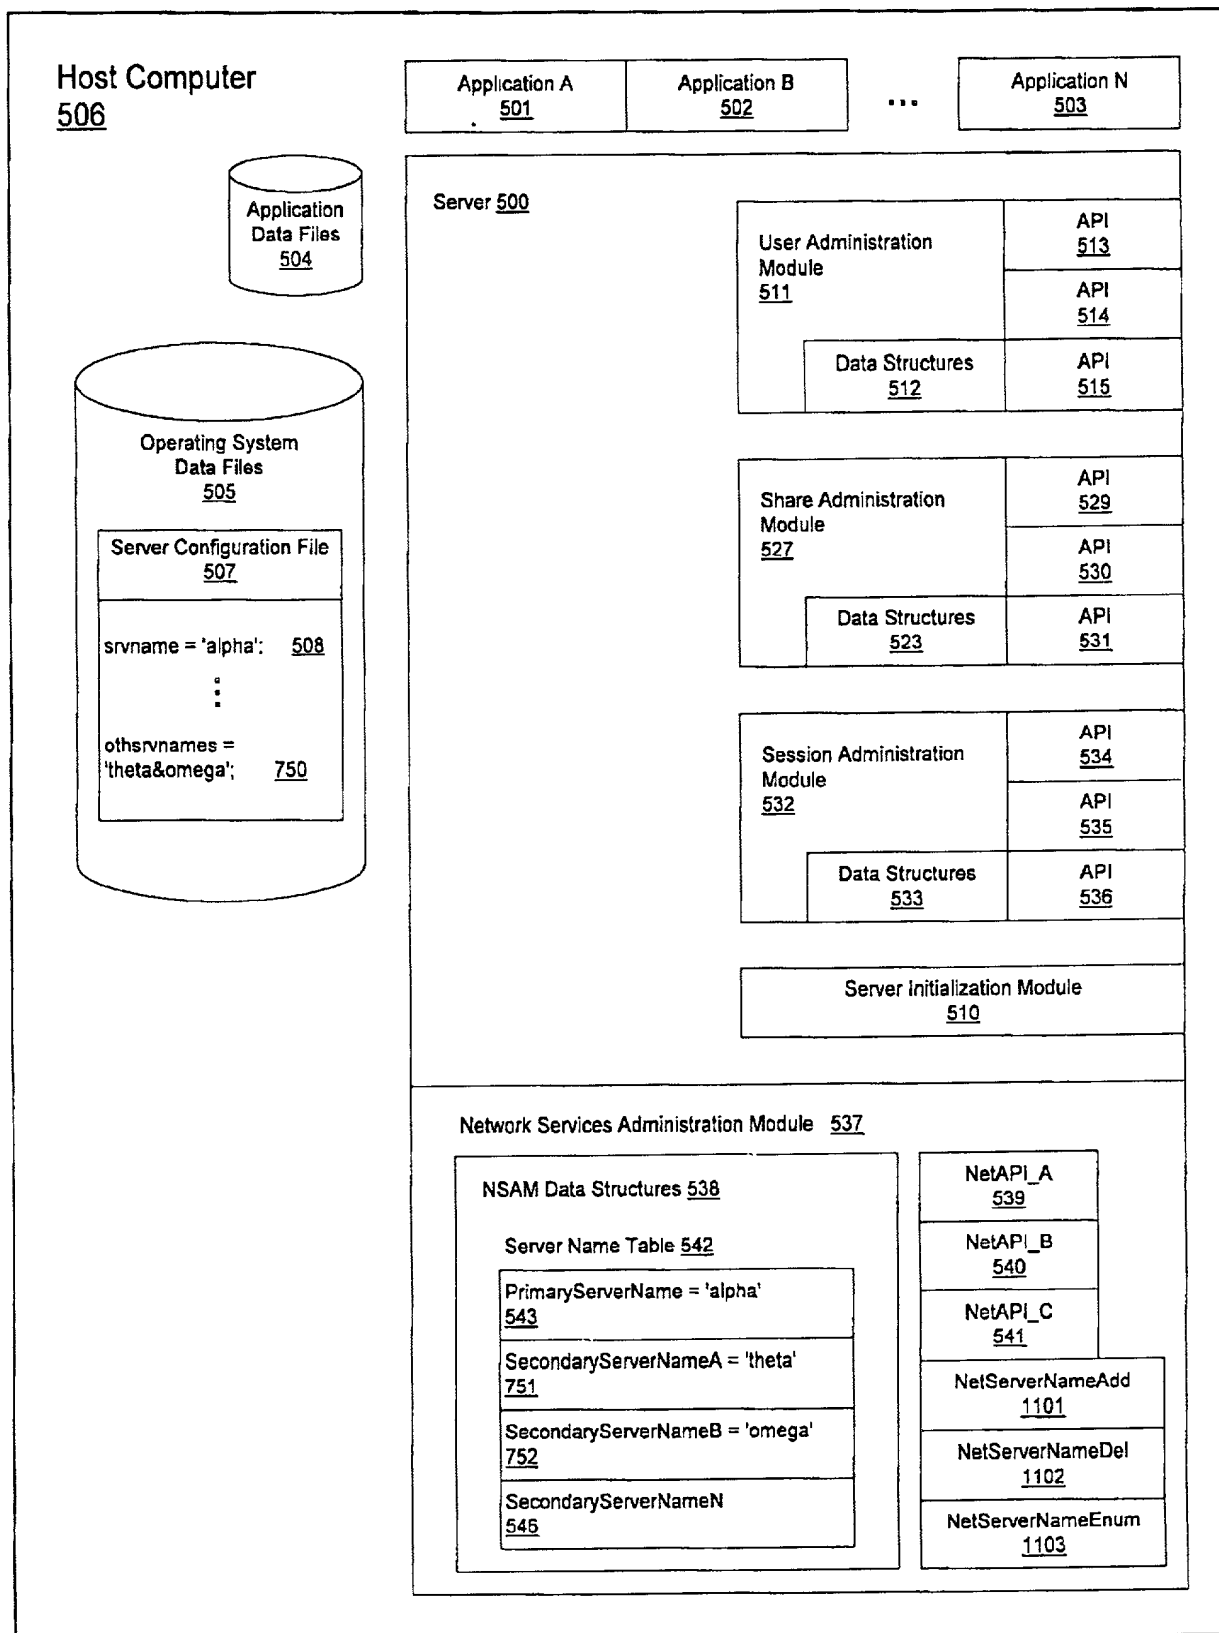 Host Computer
506
Application A
501
Application B
502
...
Application N
503
Application
Data Files
504
Server 500
User Administration
Module
511
API
513
API
514
Data Structures
512
API
515
Operating System
Data Files
505
Server Configuration File
507
srvname = 'alpha';   508
othsrvnames =
'theta&omega';   750
Share Administration
Module
527
API
529
API
530
Data Structures
523
API
531
Session Administration
Module
532
API
534
API
535
Data Structures
533
API
536
Server Initialization Module
510
Network Services Administration Module   537
NSAM Data Structures 538
Server Name Table 542
PrimaryServerName = 'alpha'
543
SecondaryServerNameA = 'theta'
751
SecondaryServerNameB = 'omega'
752
SecondaryServerNameN
546
NetAPI_A
539
NetAPI_B
540
NetAPI_C
541
NetServerNameAdd
1101
NetServerNameDel
1102
NetServerNameEnum
1103